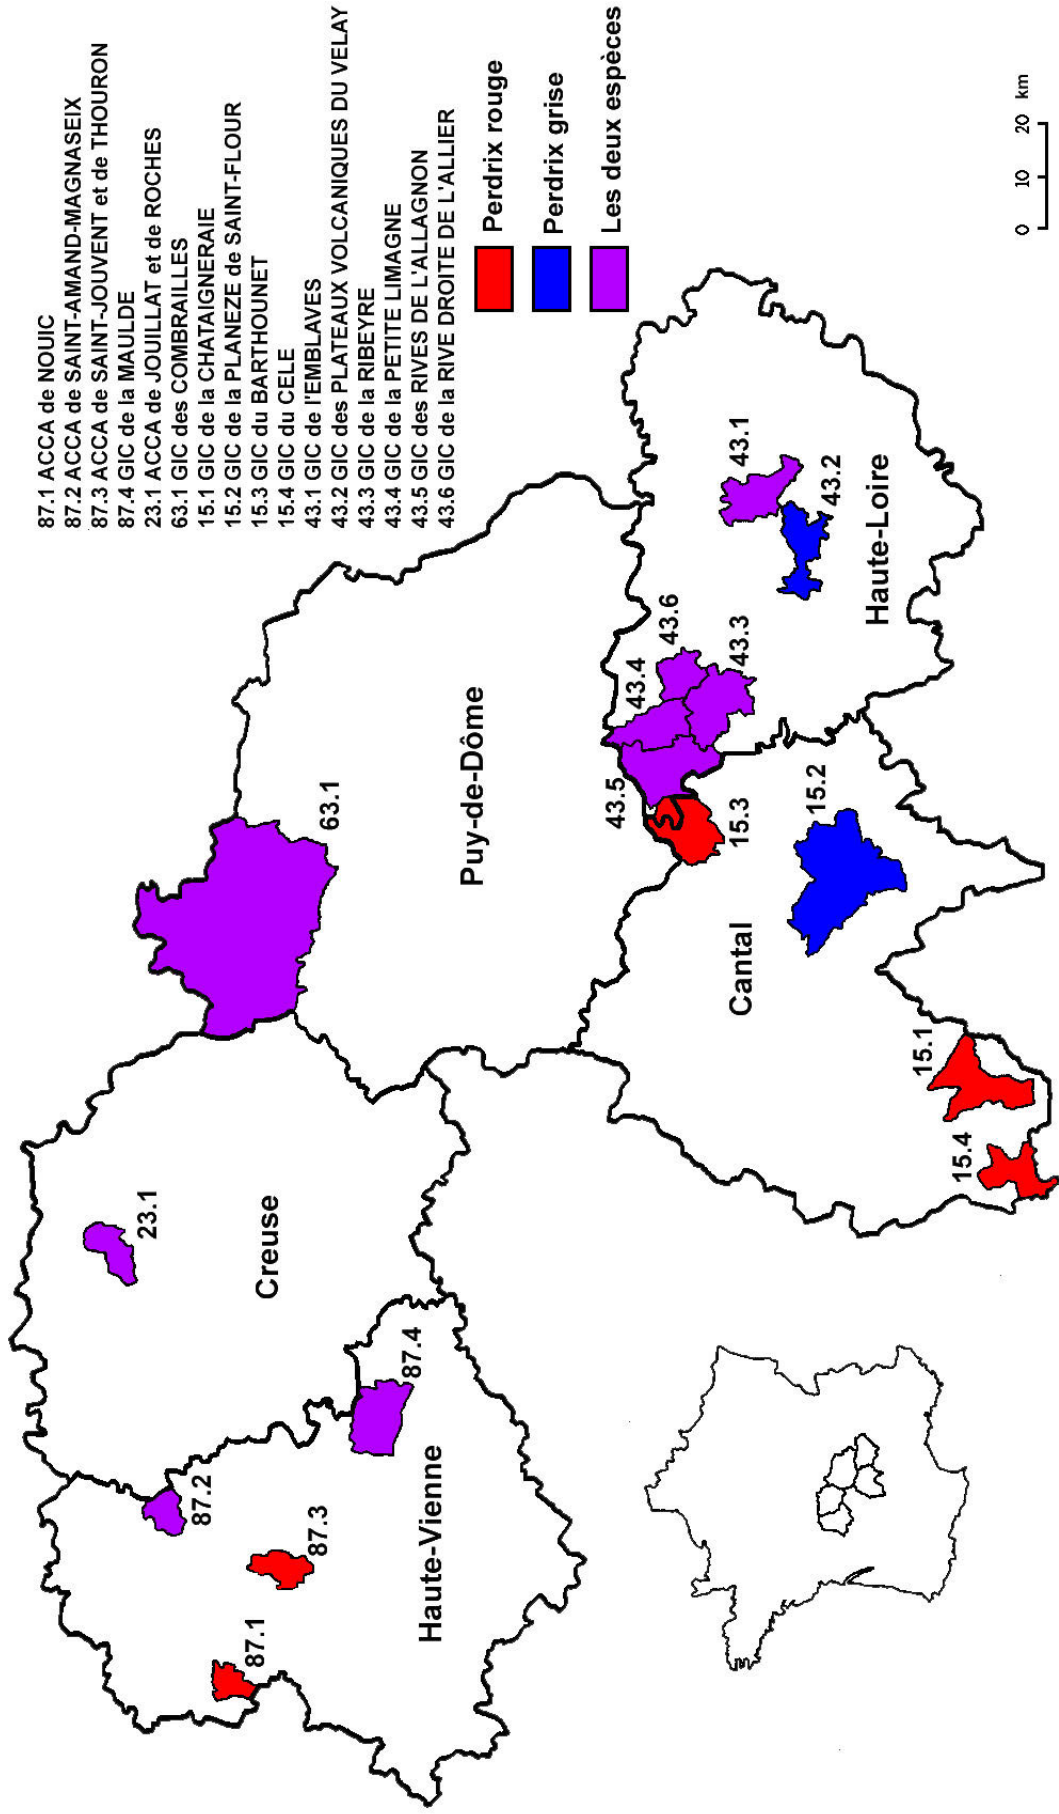 87.1 ACCA de NOUIC
87.2 ACCA de SAINT-AMAND-MAGNASEIX
87.3 ACCA de SAINT-JOUVENT et de THOURON
87.4 GIC de la MAULDE
23.1 ACCA de JOUILLAT et de ROCHES
63.1 GIC des COMBRAILLES
15.1 GIC de la CHATAIGNERAIE
15.2 GIC de la PLANEZE de SAINT-FLOUR
15.3 GIC du BARTHOUNET
15.4 GIC du CELE
43.1 GIC de l'EMBLAVES
43.2 GIC des PLATEAUX VOLCANIQUES DU VELAY
43.3 GIC de la RIBEYRE
43.4 GIC de la PETITE LIMAGNE
43.5 GIC des RIVES DE L'ALLAGNON
43.6 GIC de la RIVE DROITE DE L'ALLIER
Perdrix rouge
Perdrix grise
Les deux espèces
0 10 20 km
23.1
87.2
63.1
87.1
Creuse
87.3
87.4
Haute-Vienne
Puy-de-Dôme
43.5
43.4
43.6
43.3
15.3
43.1
43.2
15.2
Cantal
Haute-Loire
15.1
15.4